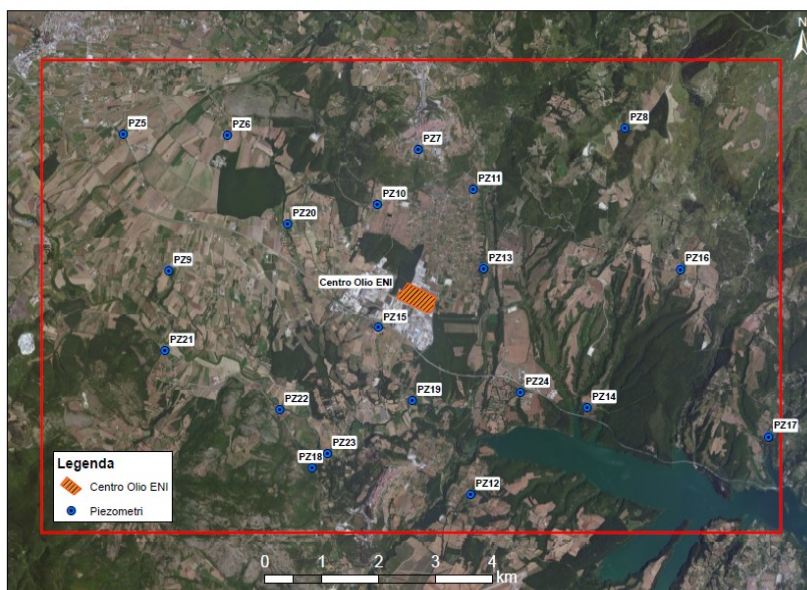 N
PZ5
PZ6
PZ7
PZ8
PZ10
PZ11
PZ20
PZ9
PZ13
PZ16
Centro Olio ENI
PZ15
PZ21
PZ22
PZ19
PZ24
PZ14
PZ17
PZ23
PZ18
PZ12
Legenda
Centro Olio ENI
Piezometri
0 1 2 4
km